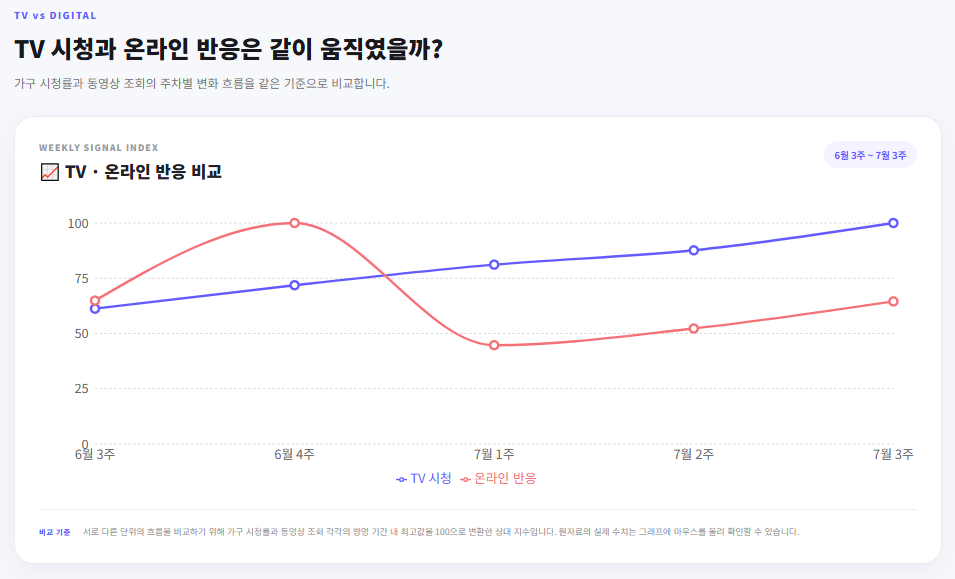 TV vs DIGITAL
TV 시청과 온라인 반응은 같이 움직였을까?
가구 시청률과 동영상 조회의 주차별 변화 흐름을 같은 기준으로 비교합니다.
WEEKLY SIGNAL INDEX
TV · 온라인 반응 비교
6월 3주 ~ 7월 3주
100
75
50
25
0
6월 3주 6월 4주 7월 1주 7월 2주 7월 3주
TV 시청 온라인 반응
비교 기준 서로 다른 단위의 흐름을 비교하기 위해 가구 시청률과 동영상 조회 각각의 방영 기간 내 최고값을 100으로 변환한 상대 지수입니다. 원자료의 실제 수치는 그래프에 마우스를 올려 확인할 수 있습니다.